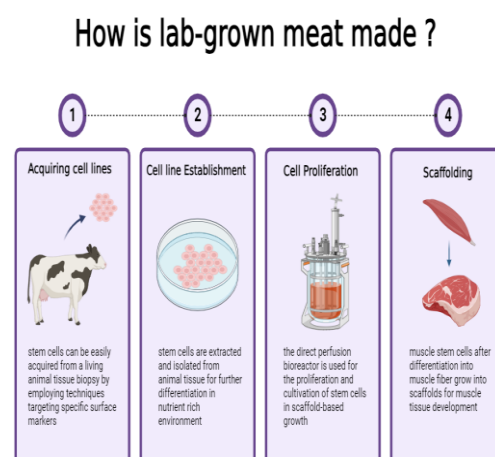 How is lab-grown meat made ?
1
2
3
4
Acquiring cell lines
stem cells can be easily
acquired from a living
animal tissue biopsy by
employing techniques
targeting specific surface
markers
Cell line Establishment
stem cells are extracted
and isolated from
animal tissue for further
differentiation in
nutrient rich
environment
Cell Proliferation
the direct perfusion
bioreactor is used for
the proliferation and
cultivation of stem cells
in scaffold-based
growth
Scaffolding
muscle stem cells after
differentiation into
muscle fiber grow into
scaffolds for muscle
tissue development